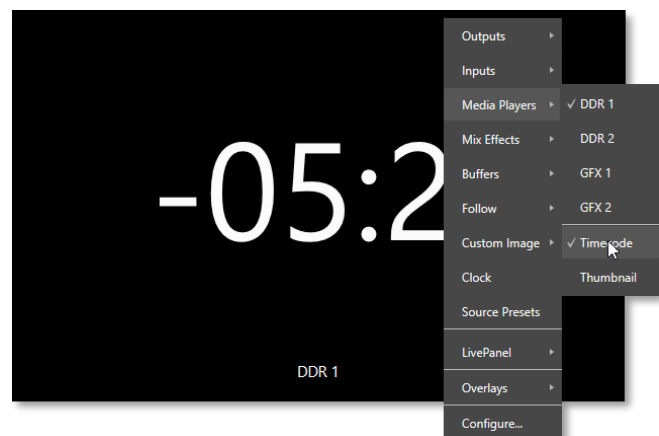 -05:2
DDR 1
Outputs
Inputs
Media Players
Mix Effects
Buffers
Follow
Custom Image
Clock
Source Presets
LivePanel
Overlays
Configure...
✓ DDR 1
DDR 2
GFX 1
GFX 2
✓ Timecode
Thumbnail